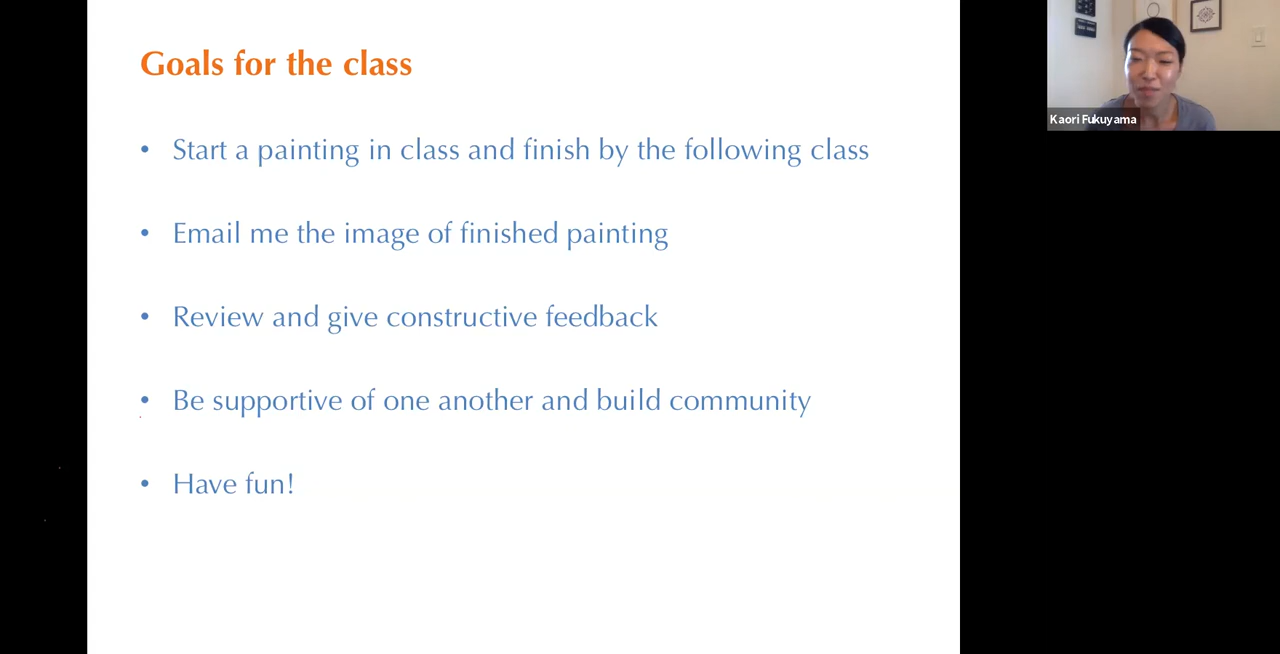 Goals for the class
• Start a painting in class and finish by the following class
• Email me the image of finished painting
• Review and give constructive feedback
• Be supportive of one another and build community
• Have fun!
Kaori Fukuyama